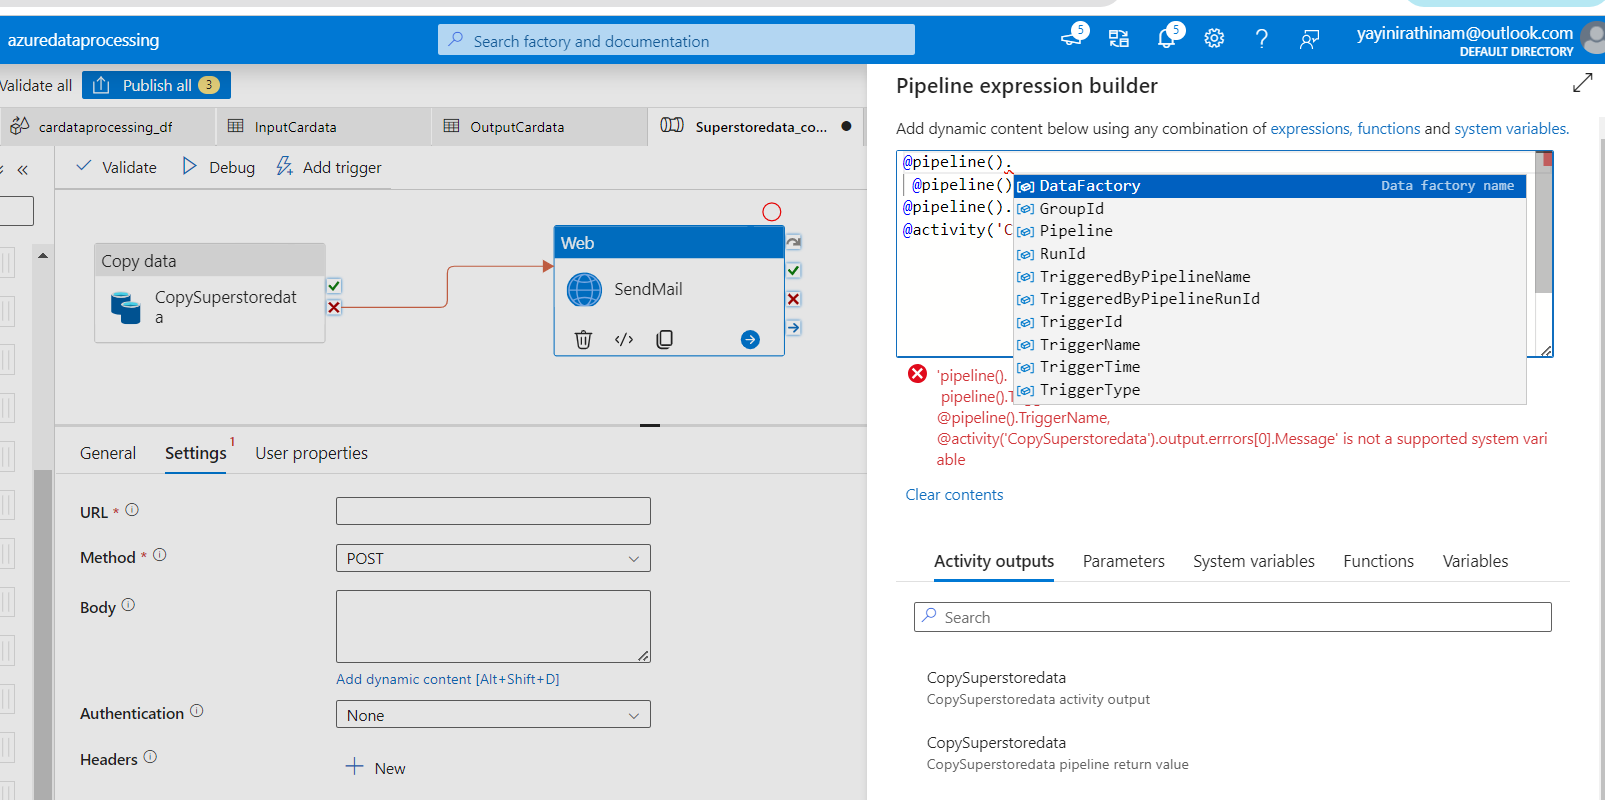 azuredataprocessing
Search factory and documentation
5
5
yayinirathinam@outlook.com
DEFAULT DIRECTORY
Validate all
Publish all
3
cardataprocessing_df
InputCardata
OutputCardata
Superstoredata_co...
Validate
Debug
Add trigger
Copy data
CopySuperstoredat
a
Web
SendMail
General
Settings
1
User properties
URL *
Method *
POST
Body
Add dynamic content [Alt+Shift+D]
Authentication
None
Headers
New
Pipeline expression builder
Add dynamic content below using any combination of expressions, functions and system variables.
@pipeline().
@pipeline()
@pipeline().
@activity('C
DataFactory
Data factory name
GroupId
Pipeline
RunId
TriggeredByPipelineName
TriggeredByPipelineRunId
TriggerId
TriggerName
TriggerTime
TriggerType
'pipeline().
pipeline().T
@pipeline().TriggerName,
@activity('CopySuperstoredata').output.errrors[0].Message' is not a supported system vari
able
Clear contents
Activity outputs
Parameters
System variables
Functions
Variables
Search
CopySuperstoredata
CopySuperstoredata activity output
CopySuperstoredata
CopySuperstoredata pipeline return value